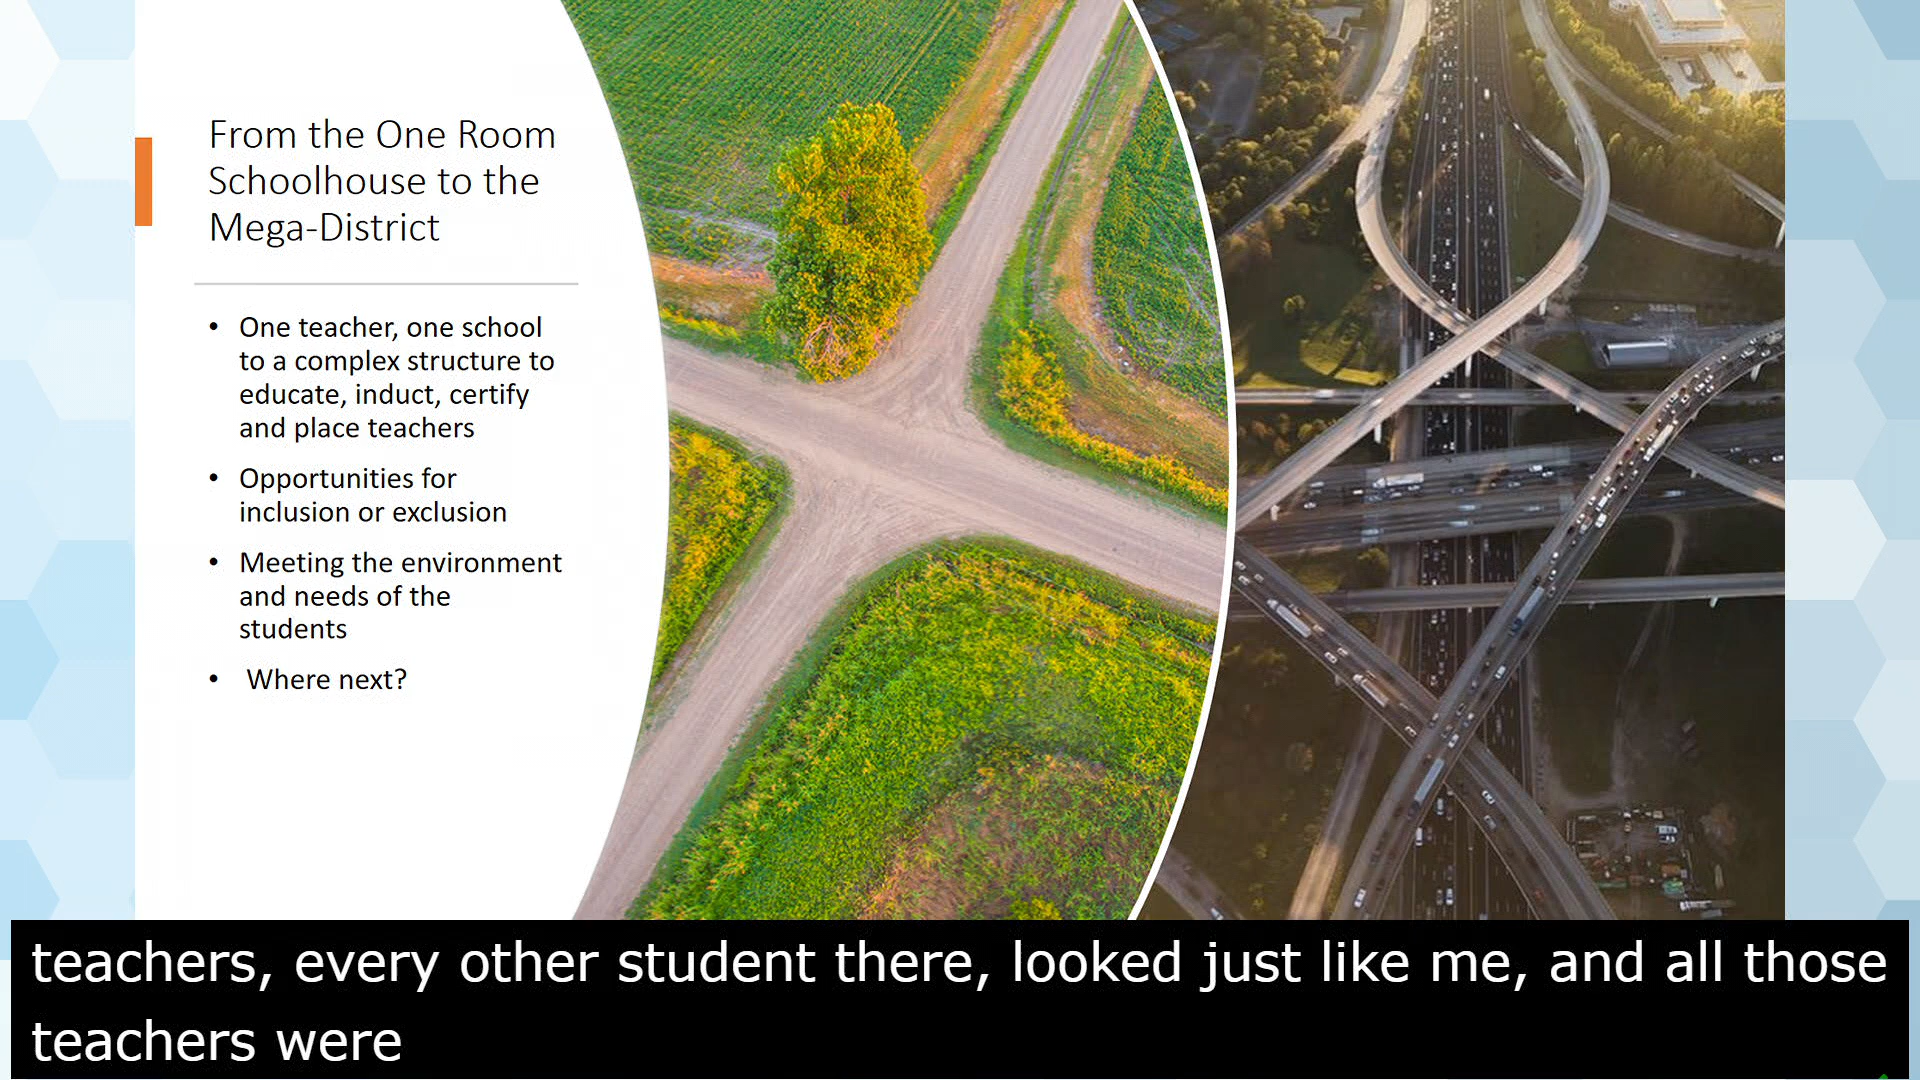 From the One Room
Schoolhouse to the
Mega-District
• One teacher, one school
to a complex structure to
educate, induct, certify
and place teachers
• Opportunities for
inclusion or exclusion
• Meeting the environment
and needs of the
students
• Where next?
teachers, every other student there, looked just like me, and all those
teachers were